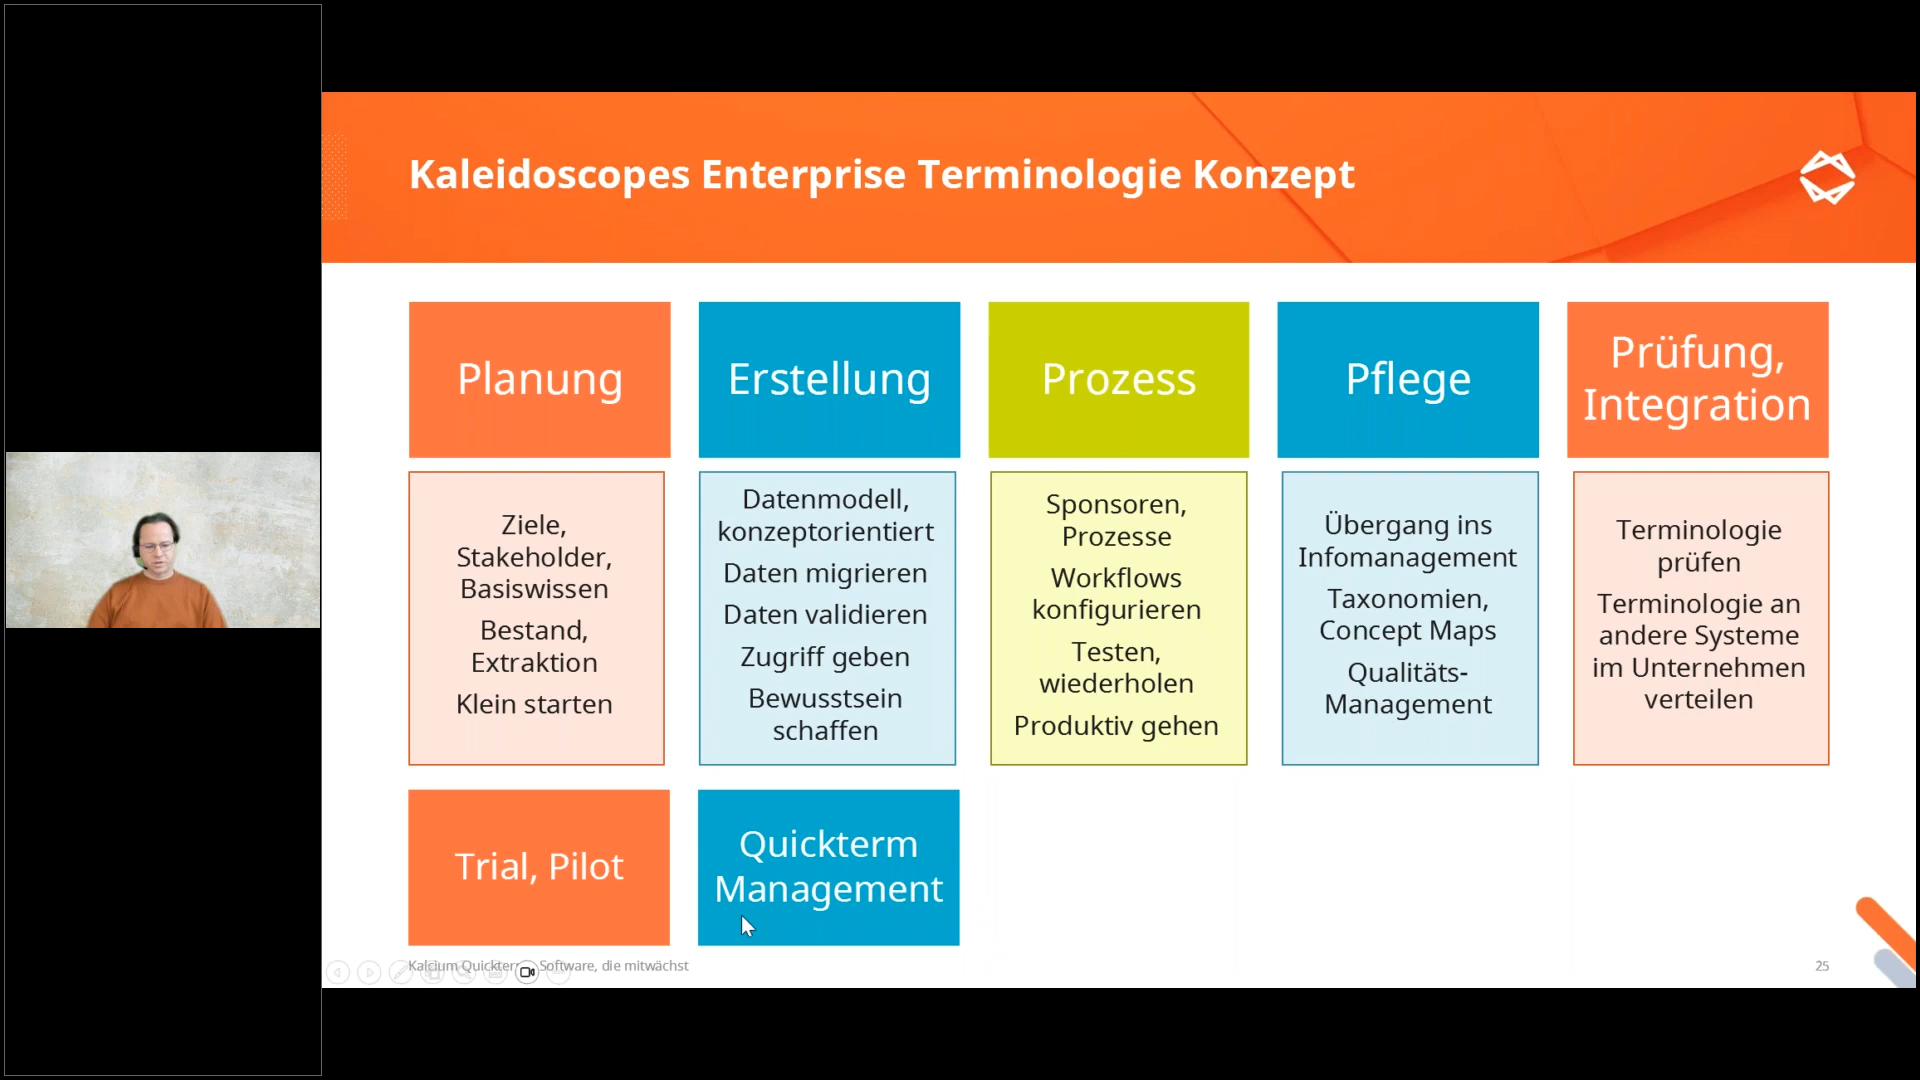 Kaleidoscopes Enterprise Terminologie Konzept
Planung
Erstellung
Prozess
Pflege
Prüfung,
Integration
Ziele,
Stakeholder,
Basiswissen
Bestand,
Extraktion
Klein starten
Datenmodell,
konzeptorientiert
Daten migrieren
Daten validieren
Zugriff geben
Bewusstsein
schaffen
Sponsoren,
Prozesse
Workflows
konfigurieren
Testen,
wiederholen
Produktiv gehen
Übergang ins
Infomanagement
Taxonomien,
Concept Maps
Qualitäts-
Management
Terminologie
prüfen
Terminologie an
andere Systeme
im Unternehmen
verteilen
Trial, Pilot
Quickterm
Management
Kalcium Quickterm Software, die mitwächst
25